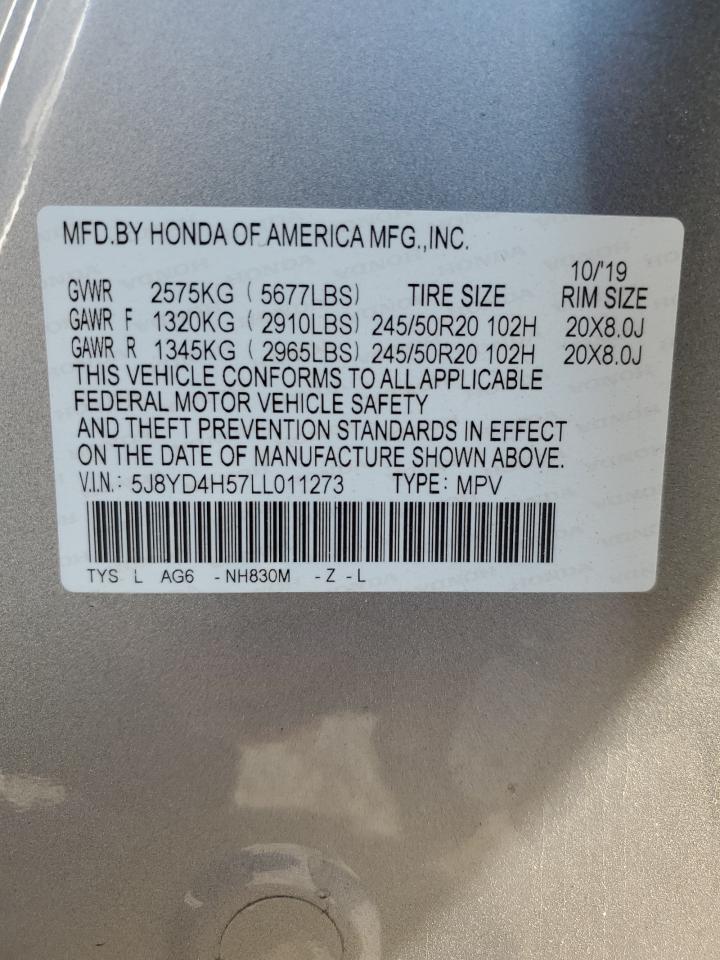 MFD.BY HONDA OF AMERICA MFG.,INC.
10/'19
GVWR 2575KG (5677LBS) TIRE SIZE RIM SIZE
GAWR F 1320KG (2910LBS) 245/50R20 102H 20X8.0J
GAWR R 1345KG (2965LBS) 245/50R20 102H 20X8.0J
THIS VEHICLE CONFORMS TO ALL APPLICABLE
FEDERAL MOTOR VEHICLE SAFETY
AND THEFT PREVENTION STANDARDS IN EFFECT
ON THE DATE OF MANUFACTURE SHOWN ABOVE.
V.I.N.: 5J8YD4H57LL011273 TYPE: MPV
TYS L AG6 -NH830M -Z -L